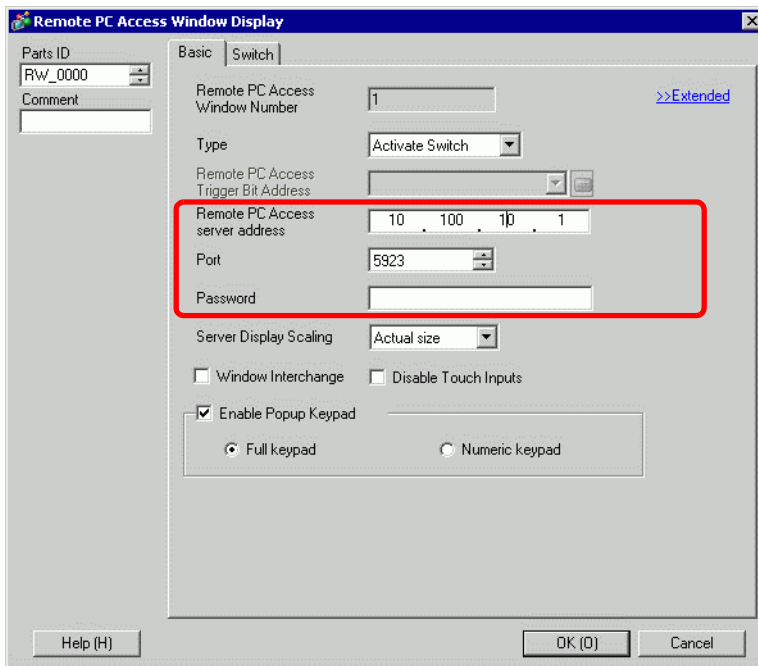 Remote PC Access Window Display
Parts ID
RW_0000
Comment
Basic
Switch
Remote PC Access
Window Number
1
>>Extended
Type
Activate Switch
Remote PC Access
Trigger Bit Address
Remote PC Access
server address
10 . 100 . 10 . 1
Port
5923
Password
Server Display Scaling
Actual size
Window Interchange
Disable Touch Inputs
Enable Popup Keypad
Full keypad
Numeric keypad
Help (H)
OK (O)
Cancel